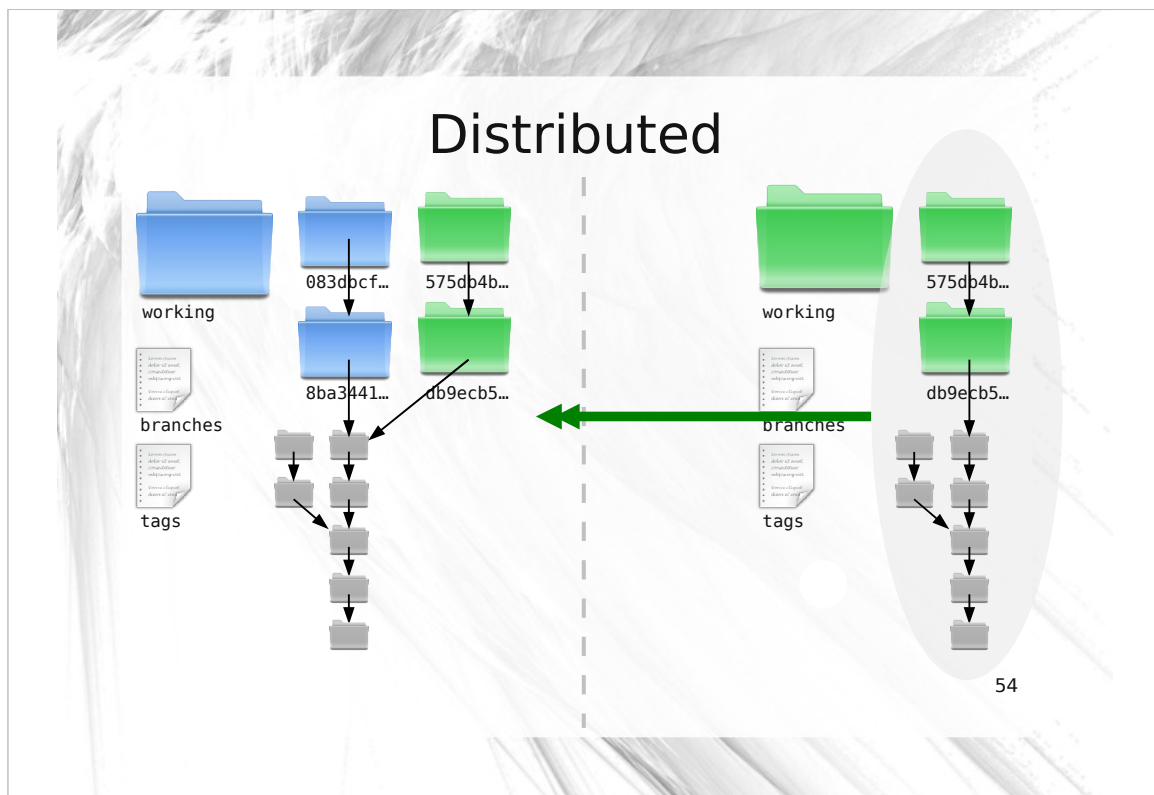 Distributed
083dbcf…
575db4b…
working
8ba3441…
db9ecb5…
branches
tags
575db4b…
working
db9ecb5…
branches
tags
54